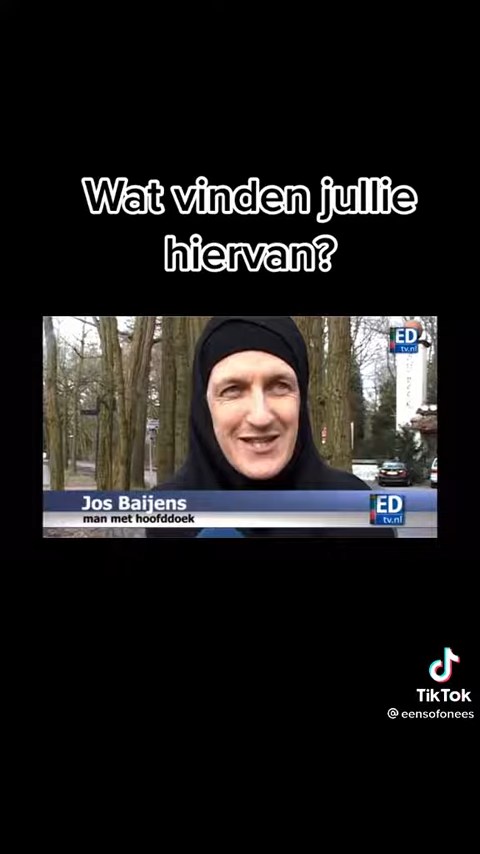 Wat vinden jullie
hiervan?
ED
tv.nl
Jos Baijens
man met hoofddoek
ED
tv.nl
TikTok
@eensofonees